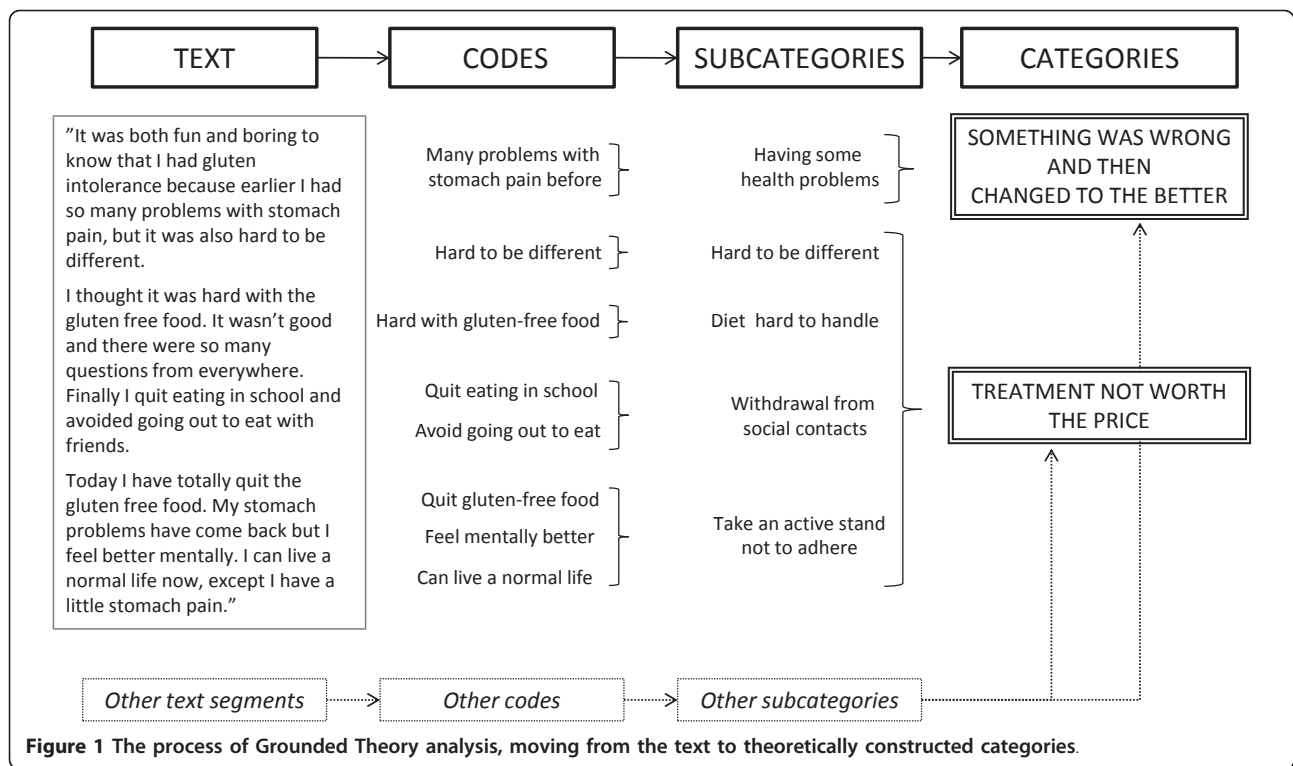 TEXT
CODES
SUBCATEGORIES
CATEGORIES
”It was both fun and boring to
know that I had gluten
intolerance because earlier I had
so many problems with stomach
pain, but it was also hard to be
different.
I thought it was hard with the
gluten free food. It wasn’t good
and there were so many
questions from everywhere.
Finally I quit eating in school and
avoided going out to eat with
friends.
Today I have totally quit the
gluten free food. My stomach
problems have come back but I
feel better mentally. I can live a
normal life now, except I have a
little stomach pain.”
Many problems with
stomach pain before
Hard to be different
Hard with gluten-free food
Quit eating in school
Avoid going out to eat
Quit gluten-free food
Feel mentally better
Can live a normal life
Having some
health problems
Hard to be different
Diet hard to handle
Withdrawal from
social contacts
Take an active stand
not to adhere
SOMETHING WAS WRONG
AND THEN
CHANGED TO THE BETTER
TREATMENT NOT WORTH
THE PRICE
Other text segments
Other codes
Other subcategories
Figure 1 The process of Grounded Theory analysis, moving from the text to theoretically constructed categories.